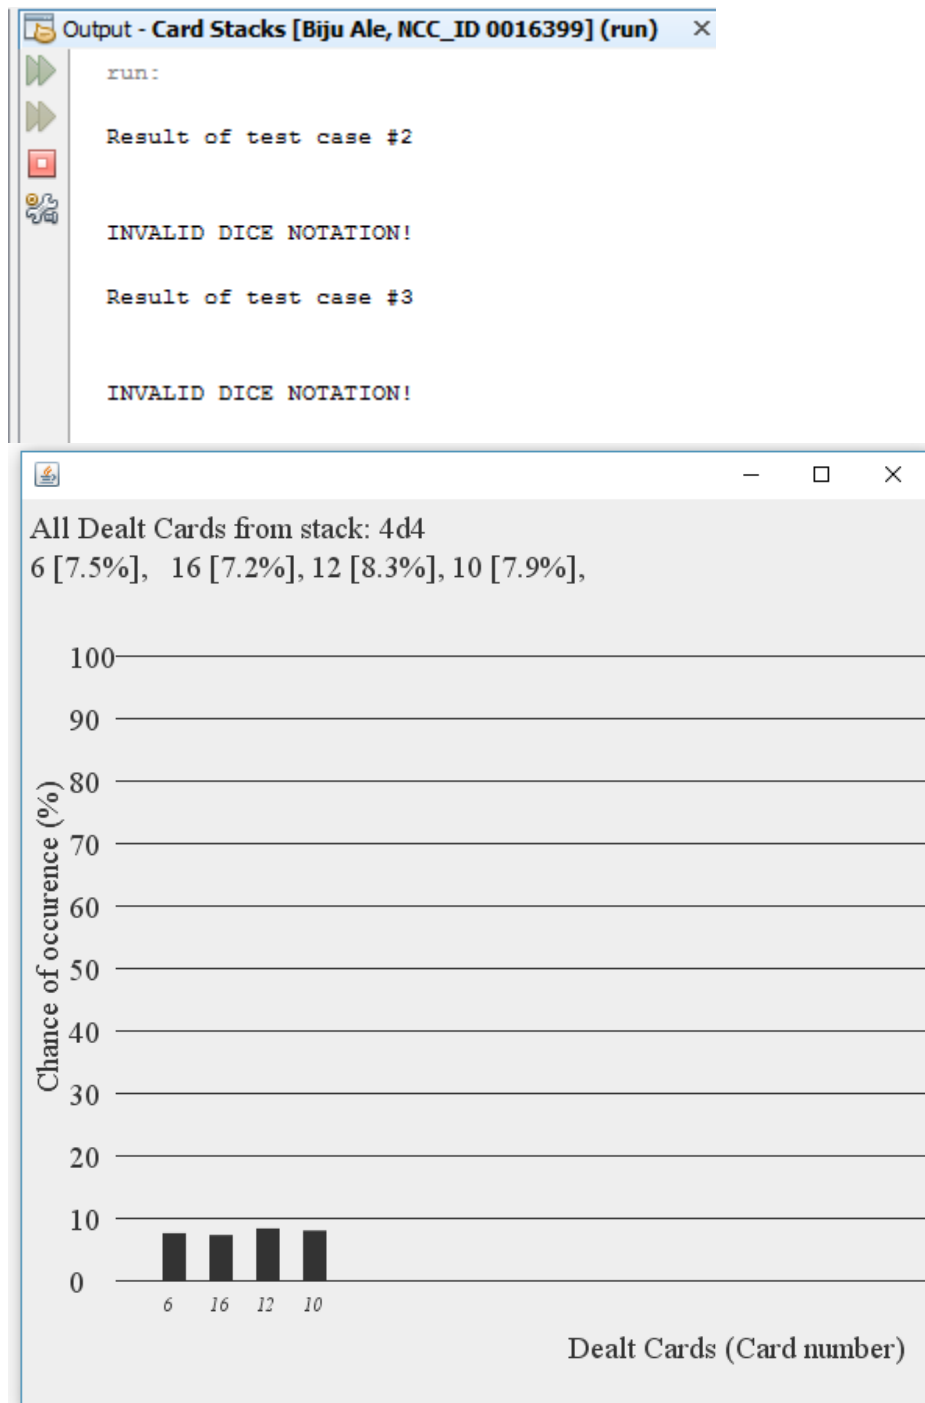 Output - Card Stacks [Biju Ale, NCC_ID 0016399] (run)
run:
Result of test case #2
INVALID DICE NOTATION!
Result of test case #3
INVALID DICE NOTATION!
All Dealt Cards from stack: 4d4
6 [7.5%], 16 [7.2%], 12 [8.3%], 10 [7.9%],
100
90
80
70
60
50
40
30
20
10
0
Chance of occurence (%)
6 16 12 10
Dealt Cards (Card number)